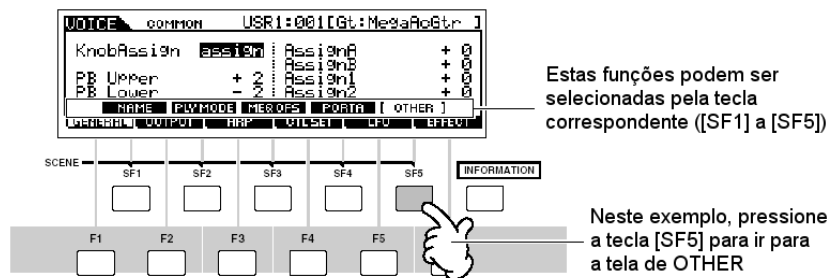 VOICE COMMON USR1:001[Gt:MegaAcGtr ]
KnobAssign assign AssignA + 0
AssignB + 0
PB Upper + 2 Assign1 + 0
PB Lower - 2 Assign2 + 0
NAME PLYMODE MEQOFS PORTA [ OTHER ]
GENERAL OUTPUT ARP CTLSET LFO EFFECT
Estas funções podem ser
selecionadas pela tecla
correspondente ([SF1] a [SF5])
SCENE SF1 SF2 SF3 SF4 SF5 INFORMATION
F1 F2 F3 F4 F5
Neste exemplo, pressione
a tecla [SF5] para ir para
a tela de OTHER